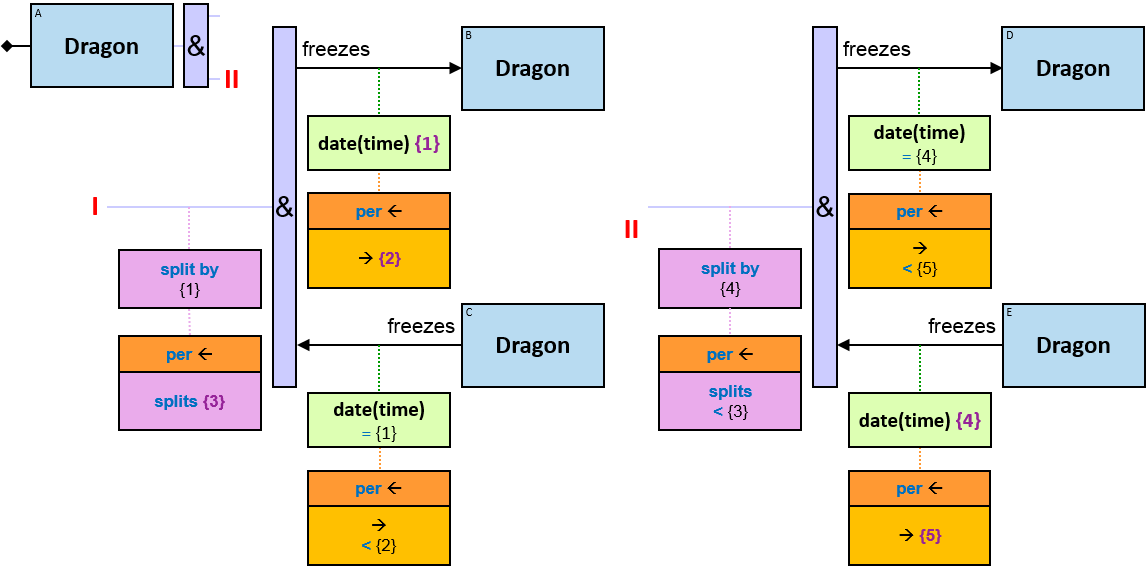 A
Dragon
&
II
I
split by
{1}
per ←
splits {3}
&
freezes
B
Dragon
date(time) {1}
per ←
→ {2}
freezes
C
Dragon
date(time)
= {1}
per ←
→
< {2}
II
split by
{4}
per ←
splits
< {3}
&
freezes
D
Dragon
date(time)
= {4}
per ←
→
< {5}
freezes
E
Dragon
date(time) {4}
per ←
→ {5}